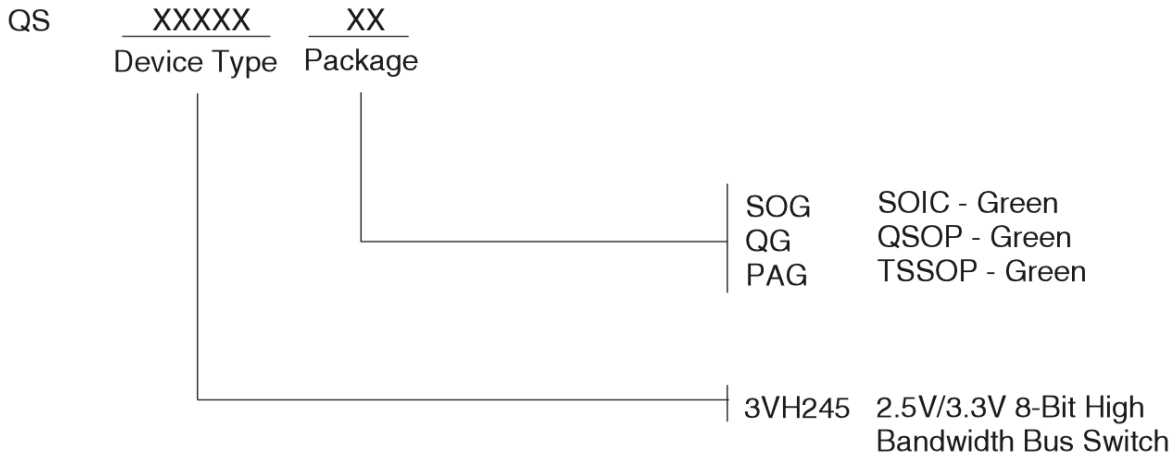 QS XXXXX XX
Device Type Package
SOG SOIC - Green
QG QSOP - Green
PAG TSSOP - Green
3VH245 2.5V/3.3V 8-Bit High
Bandwidth Bus Switch